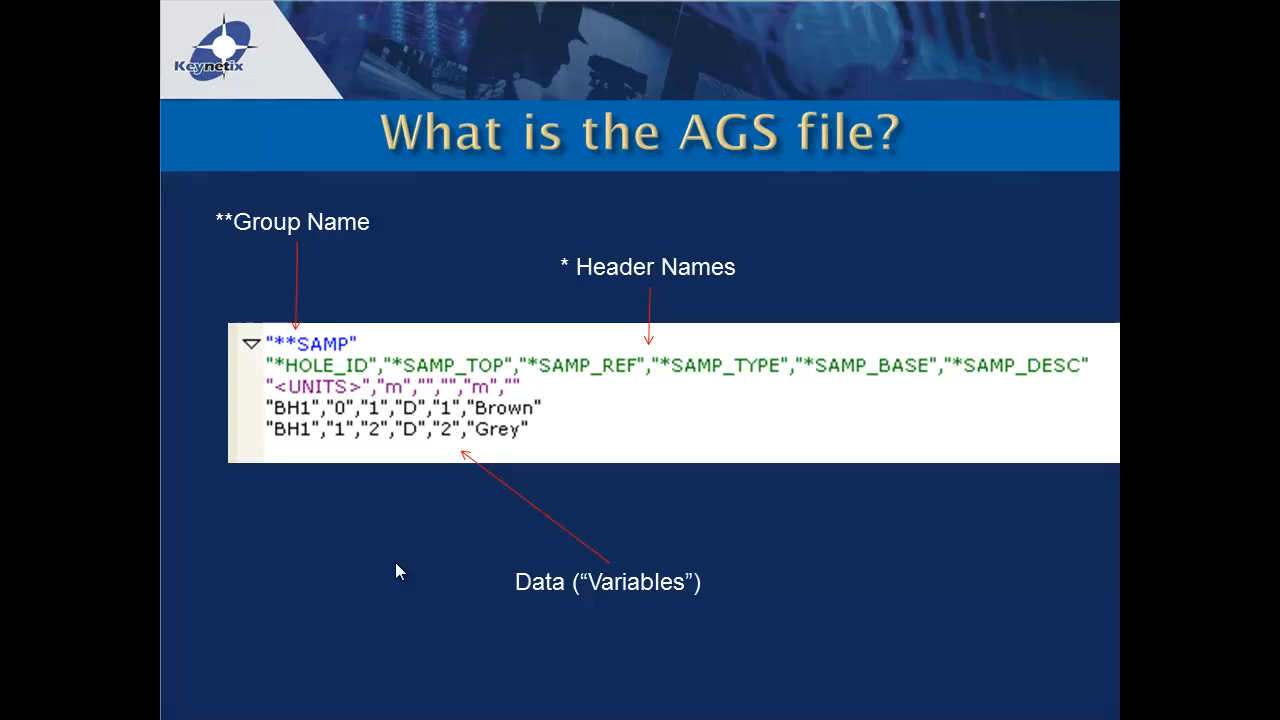 Keynetix
What is the AGS file?
**Group Name
* Header Names
"**SAMP"
"*HOLE_ID","*SAMP_TOP","*SAMP_REF","*SAMP_TYPE","*SAMP_BASE","*SAMP_DESC"
"<UNITS>","m","","","m",""
"BH1","0","1","D","1","Brown"
"BH1","1","2","D","2","Grey"
Data (“Variables”)